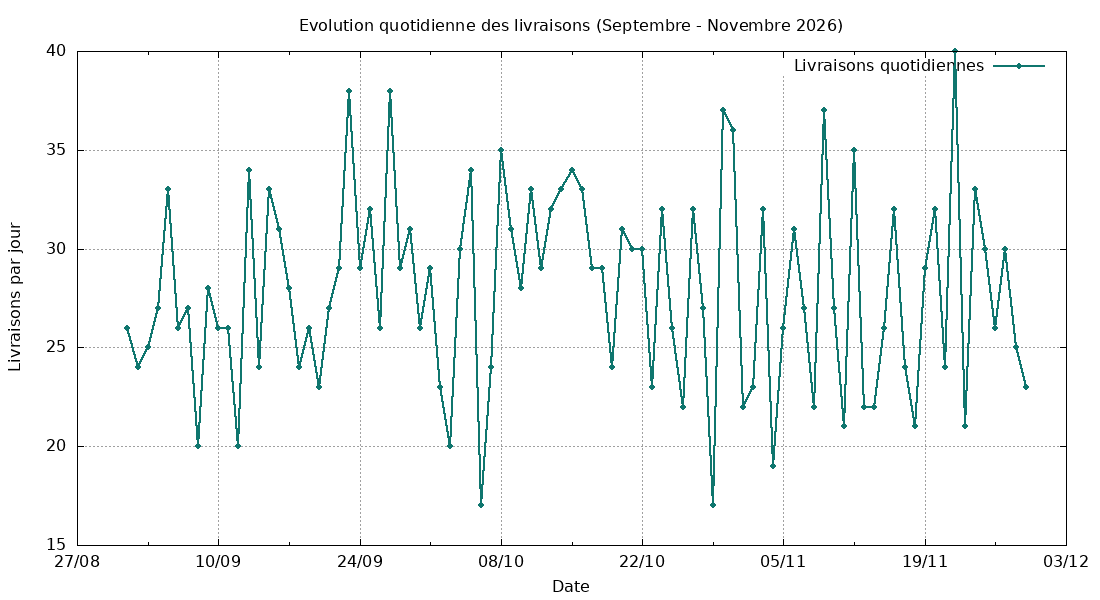 Evolution quotidienne des livraisons (Septembre - Novembre 2026)
Livraisons quotidiennes
Livraisons par jour
40
35
30
25
20
15
27/08 10/09 24/09 08/10 22/10 05/11 19/11 03/12
Date